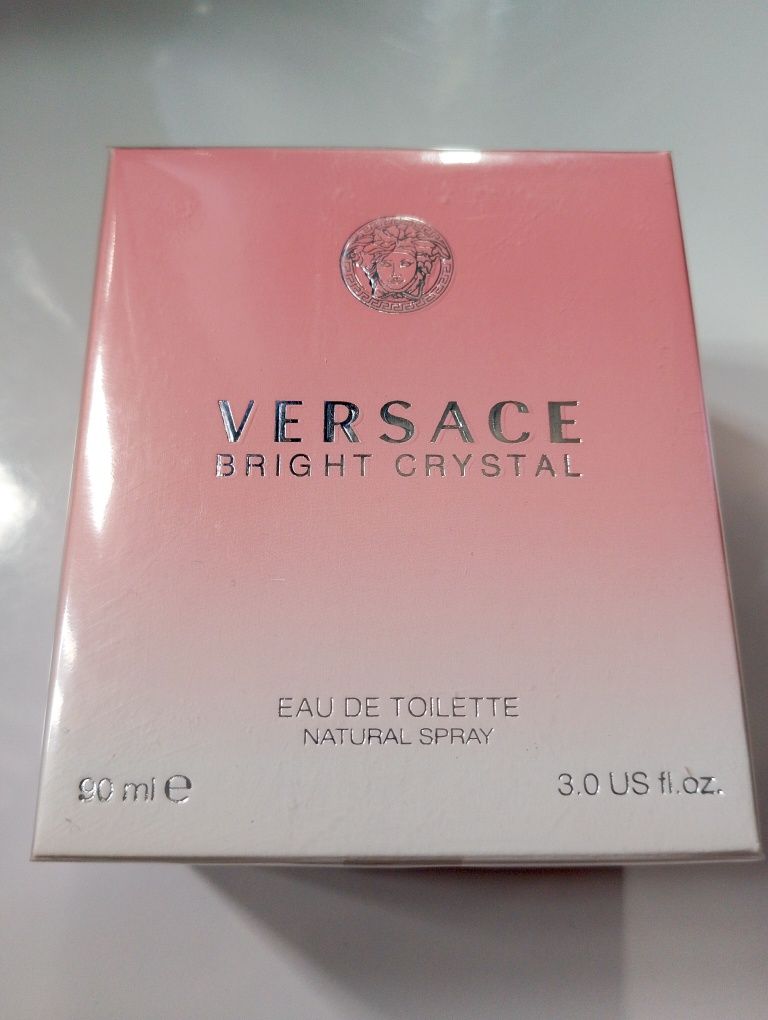 VERSACE
BRIGHT CRYSTAL
EAU DE TOILETTE
NATURAL SPRAY
90 ml e 3.0 US fl.oz.